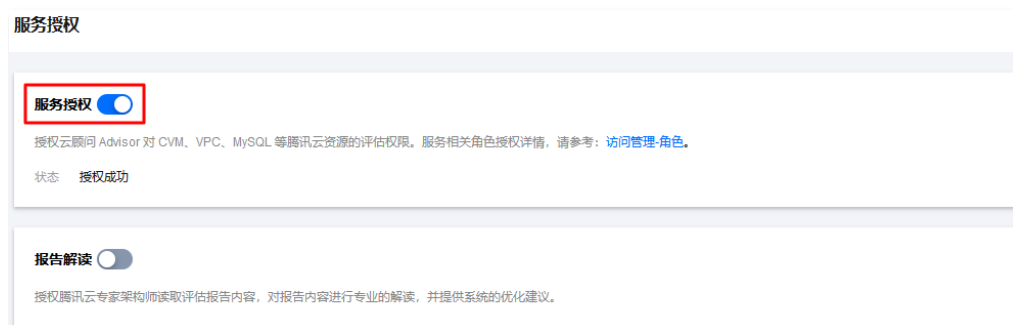 服务授权
服务授权
授权云顾问 Advisor 对 CVM、VPC、MySQL 等腾讯云资源的评估权限。服务相关角色授权详情，请参考：访问管理-角色。
状态 授权成功
报告解读
授权腾讯云专家架构师读取评估报告内容，对报告内容进行专业的解读，并提供系统的优化建议。